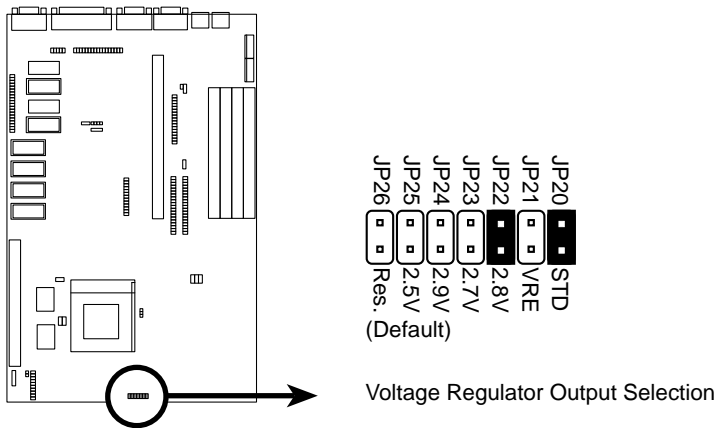 JP26 JP25 JP24 JP23 JP22 JP21 JP20
Res. 2.5V 2.9V 2.7V 2.8V VRE STD
(Default)
Voltage Regulator Output Selection